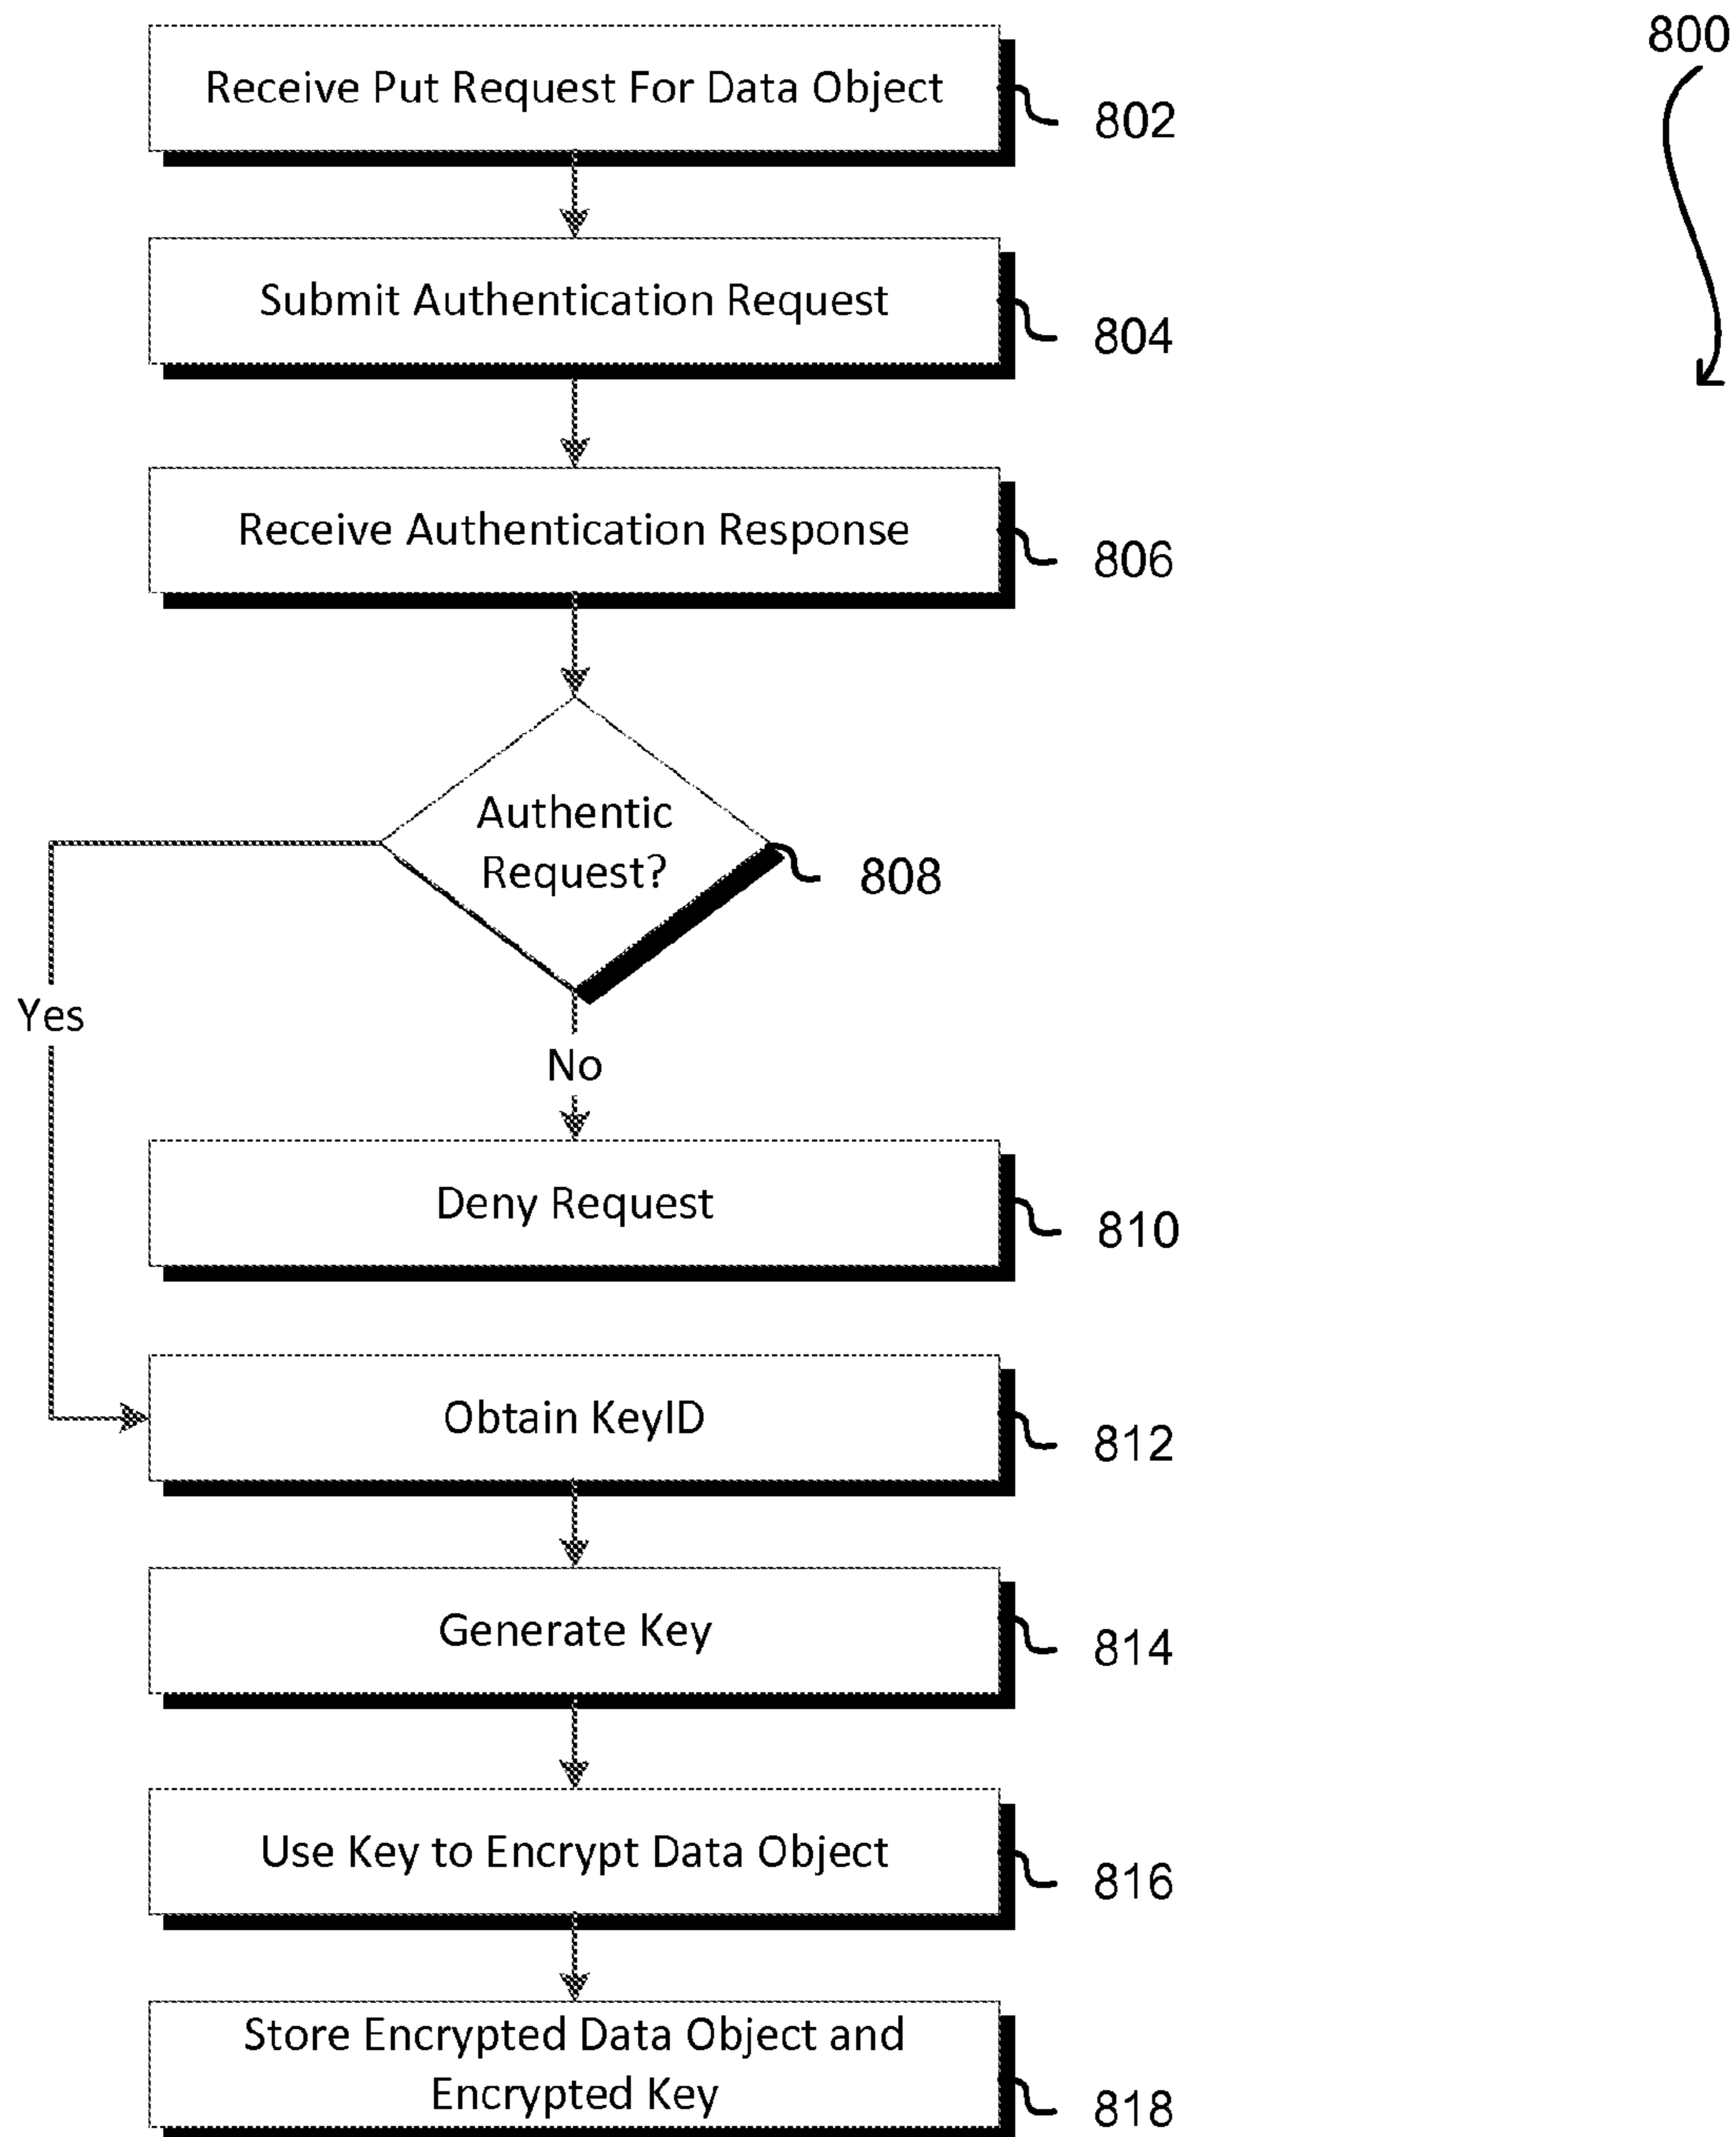 800
Receive Put Request For Data Object
802
Submit Authentication Request
804
Receive Authentication Response
806
Authentic
Request?
808
Yes
No
Deny Request
810
Obtain KeyID
812
Generate Key
814
Use Key to Encrypt Data Object
816
Store Encrypted Data Object and
Encrypted Key
818